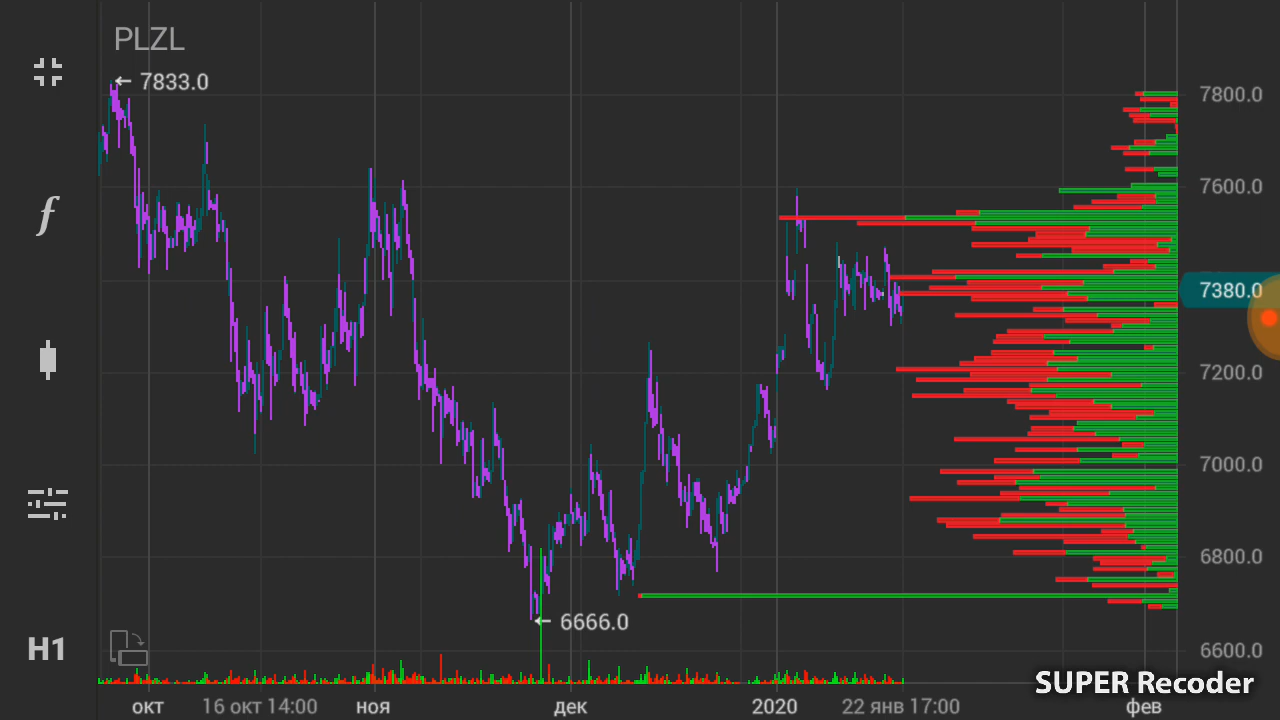 PLZL
← 7833.0
7800.0
f
7600.0
7380.0
7200.0
7000.0
6800.0
← 6666.0
6600.0
H1
SUPER Recoder
окт 16 окт 14:00 ноя дек 2020 22 янв 17:00 фев